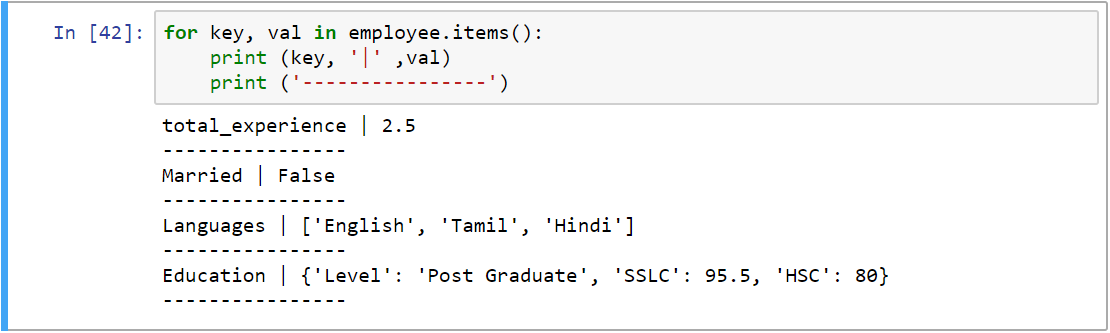 In [42]: for key, val in employee.items():
    print (key, '|' ,val)
    print ('----------------')
total_experience | 2.5
----------------
Married | False
----------------
Languages | ['English', 'Tamil', 'Hindi']
----------------
Education | {'Level': 'Post Graduate', 'SSLC': 95.5, 'HSC': 80}
----------------